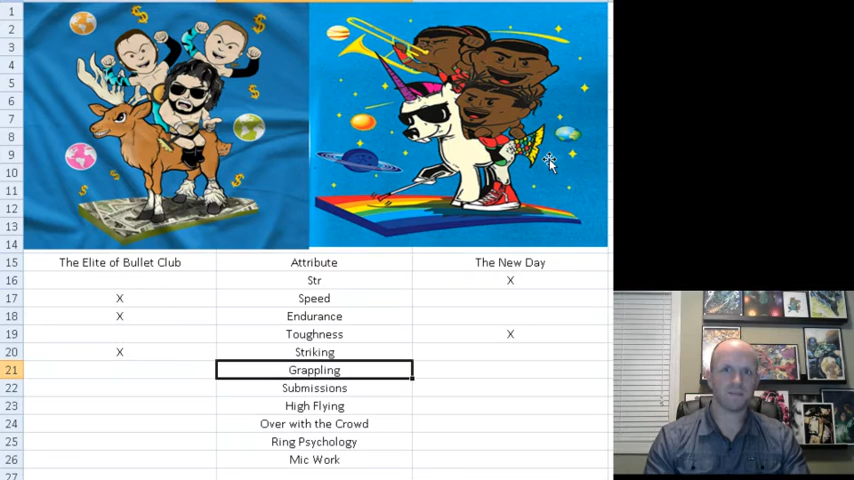 1
2
3
4
5
6
7
8
9
10
11
12
13
14
15 The Elite of Bullet Club Attribute The New Day
16 Str X
17 X Speed
18 X Endurance
19 Toughness X
20 X Striking
21 Grappling
22 Submissions
23 High Flying
24 Over with the Crowd
25 Ring Psychology
26 Mic Work
27
$
$
$
$
$
$